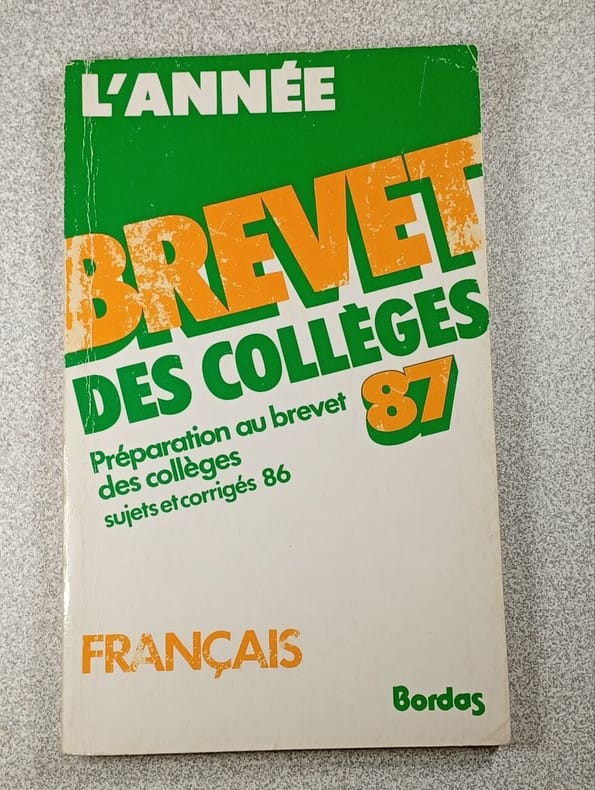 L'ANNÉE
BREVET
DES COLLÈGES
87
Préparation au brevet
des collèges
sujets et corrigés 86
FRANÇAIS
Bordas